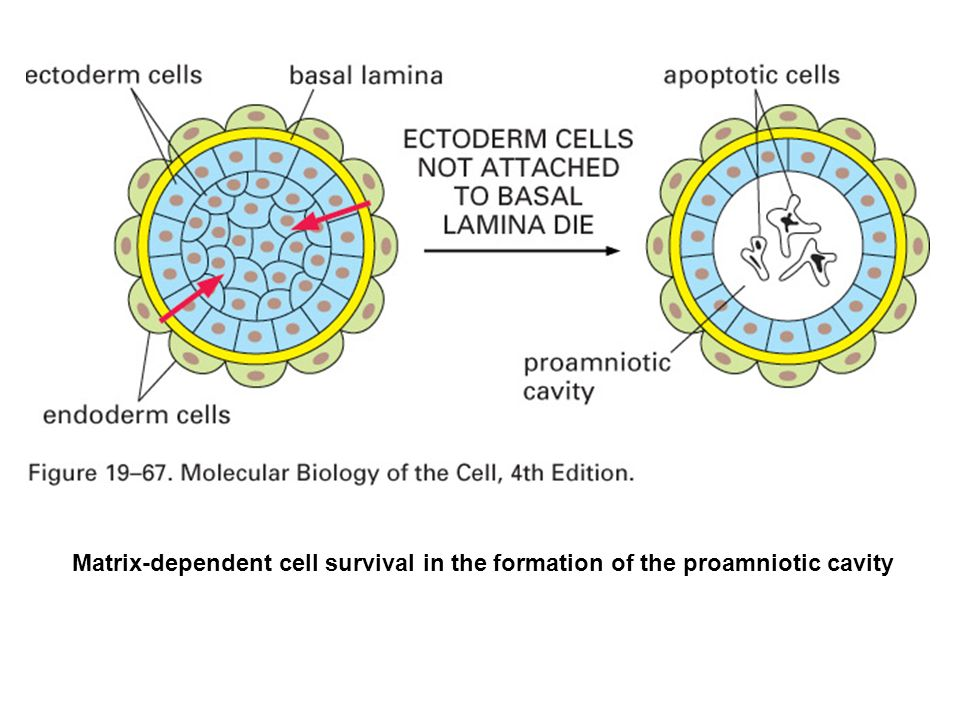 ectoderm cells
basal lamina
apoptotic cells
ECTODERM CELLS
NOT ATTACHED
TO BASAL
LAMINA DIE
proamniotic
cavity
endoderm cells
Figure 19–67. Molecular Biology of the Cell, 4th Edition.
Matrix-dependent cell survival in the formation of the proamniotic cavity